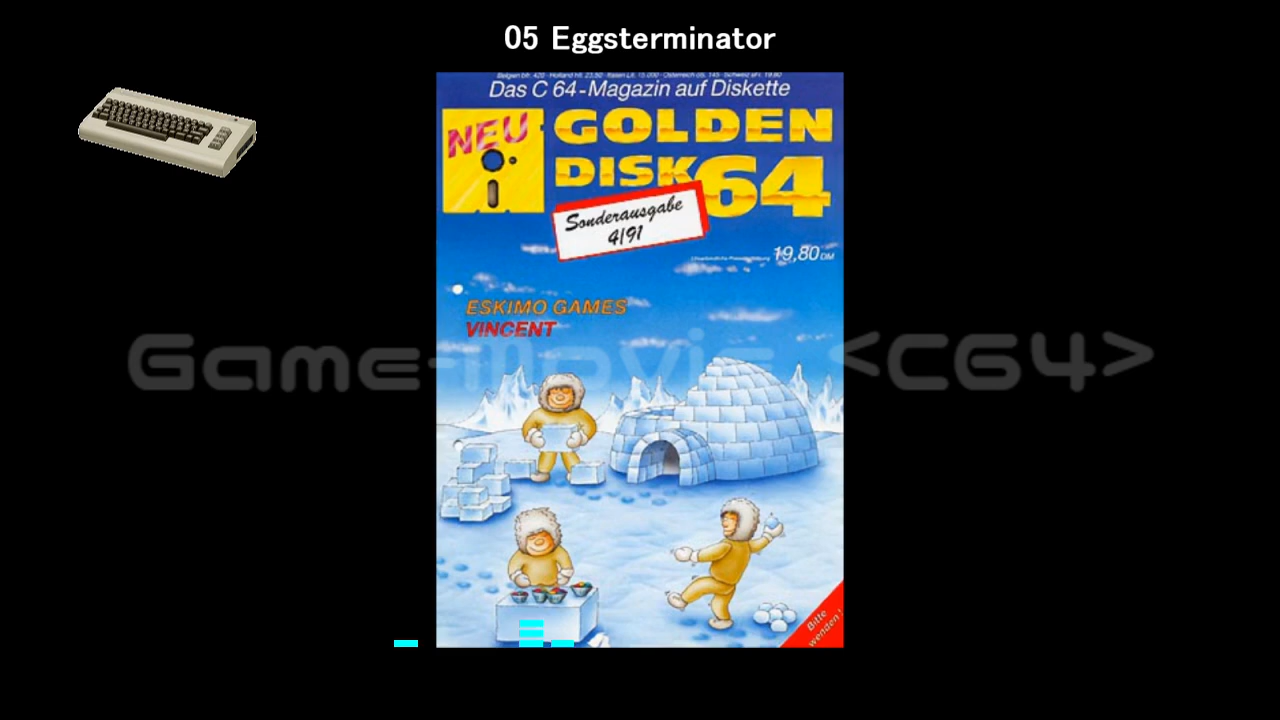 05 Eggsterminator
Das C 64-Magazin auf Diskette
NEU
GOLDEN
DISK 64
Sonderausgabe
4/91
19,80 DM
ESKIMO GAMES
VINCENT
Game-Movie <C64>
Bitte
wenden!